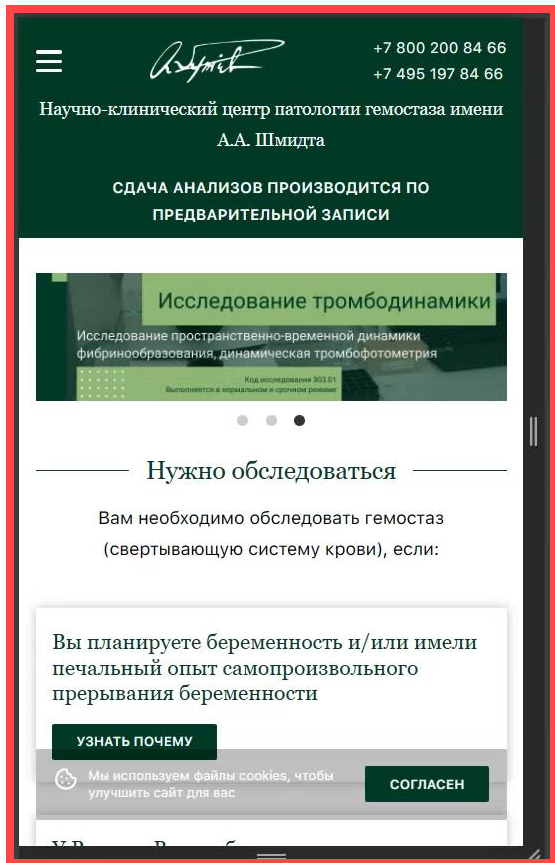 +7 800 200 84 66
+7 495 197 84 66
Научно-клинический центр патологии гемостаза имени
А.А. Шмидта
СДАЧА АНАЛИЗОВ ПРОИЗВОДИТСЯ ПО
ПРЕДВАРИТЕЛЬНОЙ ЗАПИСИ
Исследование тромбодинамики
Исследование пространственно-временной динамики
фибринообразования, динамическая тромбофотометрия
Код исследования 303.01
Выполняется в нормальном и срочном режиме
Нужно обследоваться
Вам необходимо обследовать гемостаз
(свертывающую систему крови), если:
Вы планируете беременность и/или имели
печальный опыт самопроизвольного
прерывания беременности
УЗНАТЬ ПОЧЕМУ
Мы используем файлы cookies, чтобы
улучшить сайт для вас
СОГЛАСЕН